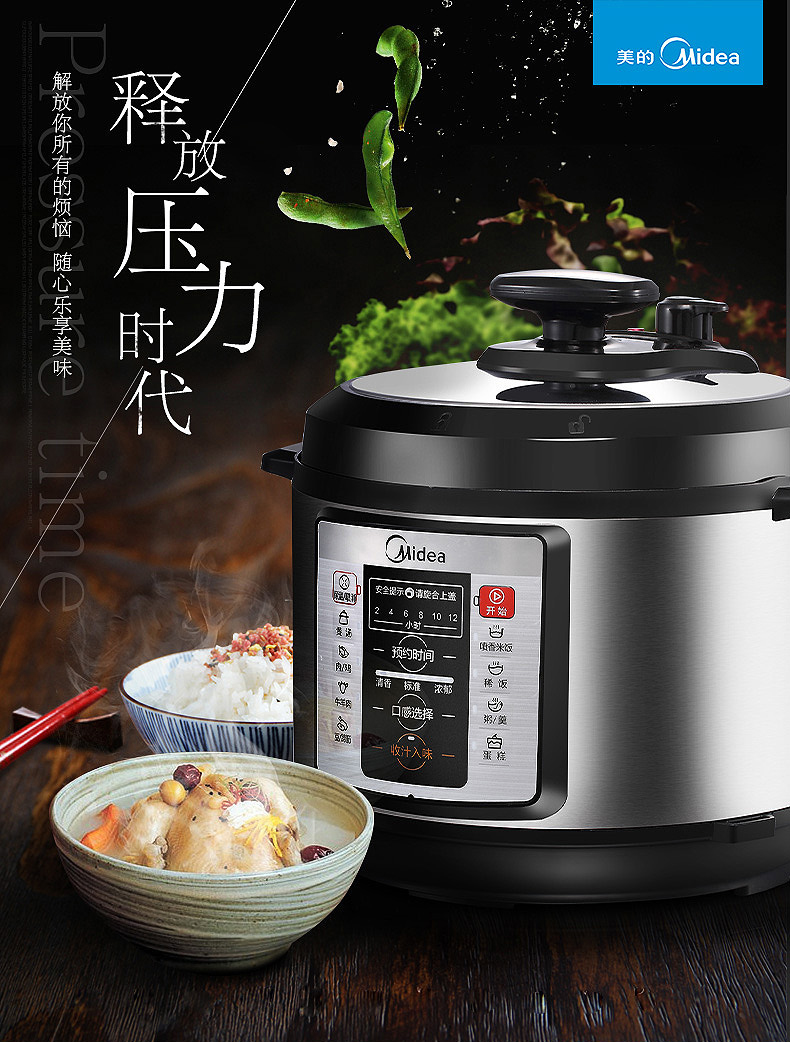 美的 Midea
释放压力时代
解放你所有的烦恼 随心乐享美味
Pressure time
Midea
安全提示 请旋合上盖
2 4 6 8 10 12
小时
预约时间
清香 标准 浓郁
口感选择
收汁入味
煲汤
肉/鸡
牛羊肉
豆/蹄筋
开始
喷香米饭
稀饭
粥/羹
蛋糕